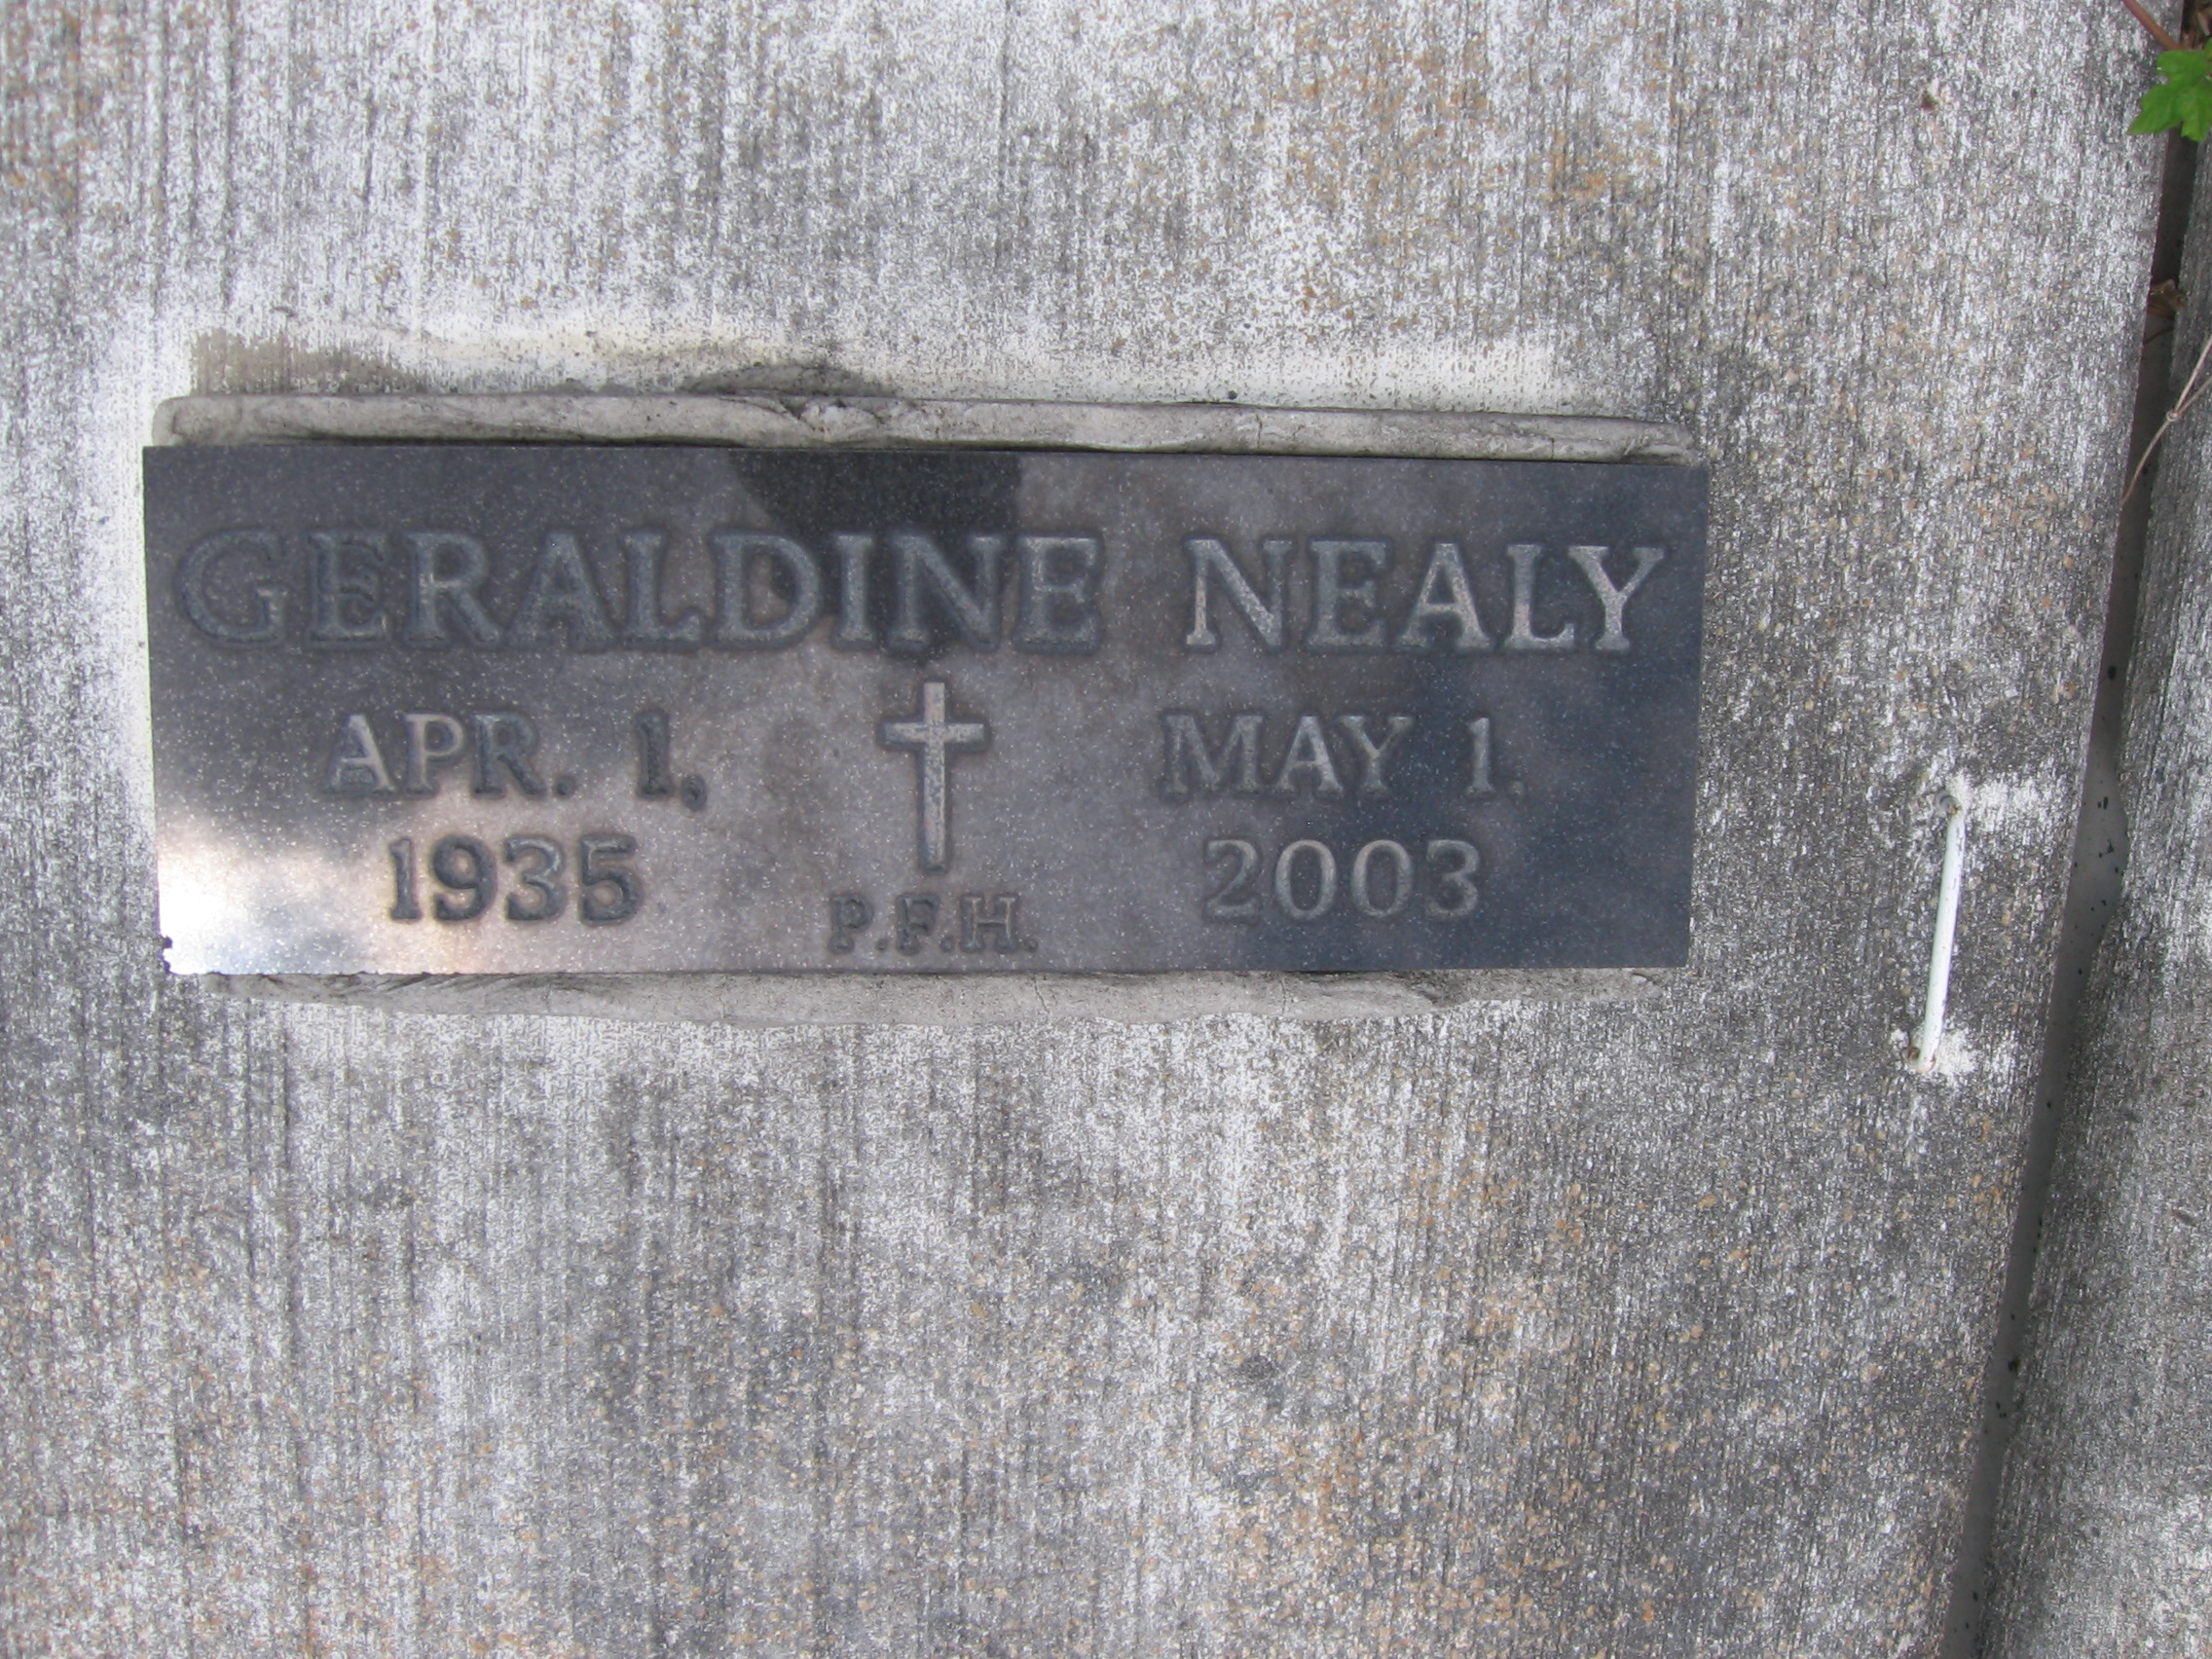 GERALDINE NEALY
APR. 1, MAY 1.
1935 2003
P.F.H.